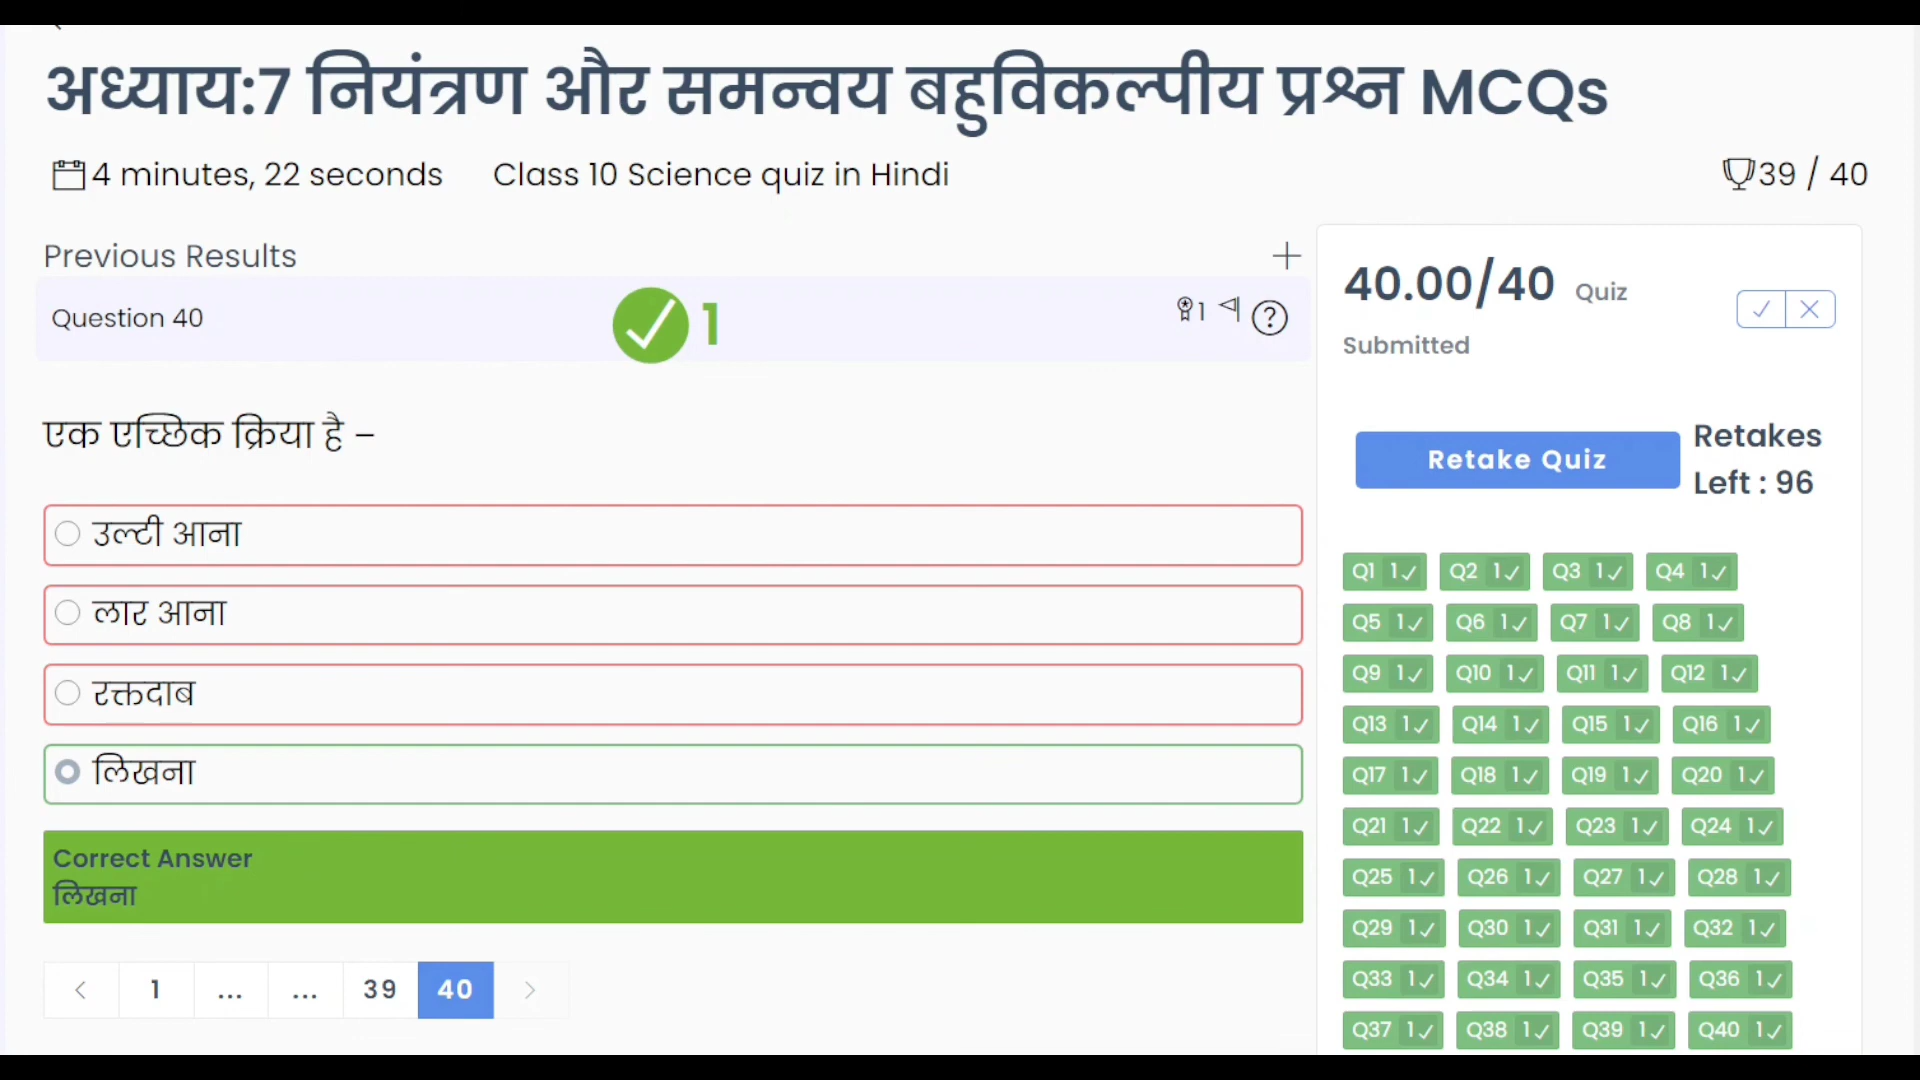 अध्याय:7 नियंत्रण और समन्वय बहुविकल्पीय प्रश्न MCQs
4 minutes, 22 seconds Class 10 Science quiz in Hindi 39 / 40
Previous Results
Question 40 1 1 ?
एक एच्छिक क्रिया है –
उल्टी आना
लार आना
रक्तदाब
लिखना
Correct Answer
लिखना
< 1 ... ... 39 40 >
40.00/40 Quiz
Submitted
Retake Quiz
Retakes
Left : 96
Q1 1✓ Q2 1✓ Q3 1✓ Q4 1✓
Q5 1✓ Q6 1✓ Q7 1✓ Q8 1✓
Q9 1✓ Q10 1✓ Q11 1✓ Q12 1✓
Q13 1✓ Q14 1✓ Q15 1✓ Q16 1✓
Q17 1✓ Q18 1✓ Q19 1✓ Q20 1✓
Q21 1✓ Q22 1✓ Q23 1✓ Q24 1✓
Q25 1✓ Q26 1✓ Q27 1✓ Q28 1✓
Q29 1✓ Q30 1✓ Q31 1✓ Q32 1✓
Q33 1✓ Q34 1✓ Q35 1✓ Q36 1✓
Q37 1✓ Q38 1✓ Q39 1✓ Q40 1✓